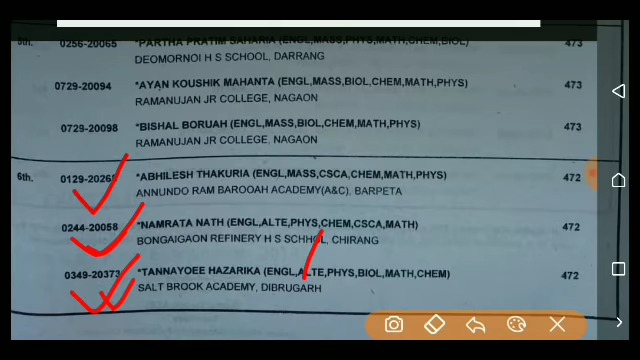 5th. 0256-20065 *PARTHA PRATIM SAHARIA (ENGL,MASS,PHYS,MATH,CHEM,BIOL) 473
DEOMORNOI H S SCHOOL, DARRANG
0729-20094 *AYAN KOUSHIK MAHANTA (ENGL,MASS,BIOL,CHEM,MATH,PHYS) 473
RAMANUJAN JR COLLEGE, NAGAON
0729-20098 *BISHAL BORUAH (ENGL,MASS,BIOL,CHEM,MATH,PHYS) 473
RAMANUJAN JR COLLEGE, NAGAON
6th. *ABHILESH THAKURIA (ENGL,MASS,CSCA,CHEM,MATH,PHYS) 472
ANNUNDO RAM BAROOAH ACADEMY(A&C), BARPETA
0244-20058 *NAMRATA NATH (ENGL,ALTE,PHYS,CHEM,CSCA,MATH) 472
BONGAIGAON REFINERY H S SCHHOL, CHIRANG
0349-20373 *TANNAYOEE HAZARIKA (ENGL,ALTE,PHYS,BIOL,MATH,CHEM) 472
SALT BROOK ACADEMY, DIBRUGARH